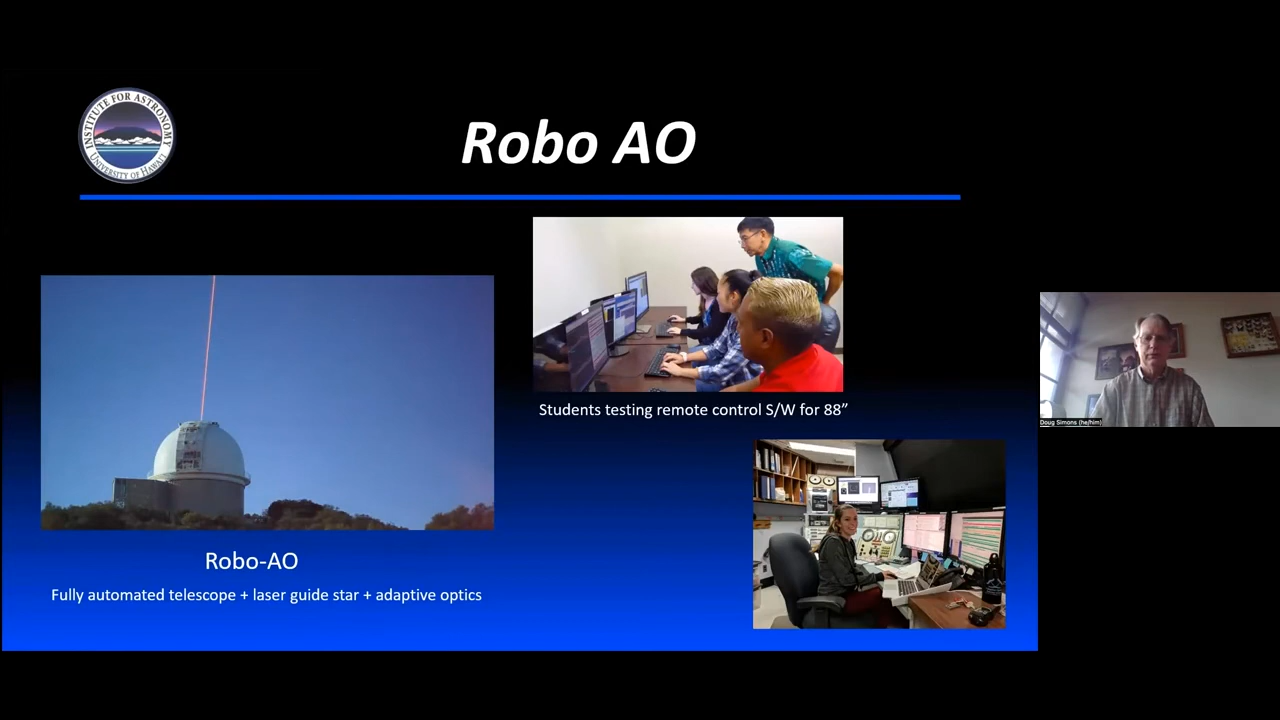 INSTITUTE FOR ASTRONOMY
UNIVERSITY OF HAWAI'I
Robo AO
Students testing remote control S/W for 88”
Robo-AO
Fully automated telescope + laser guide star + adaptive optics
Doug Simons (he/him)